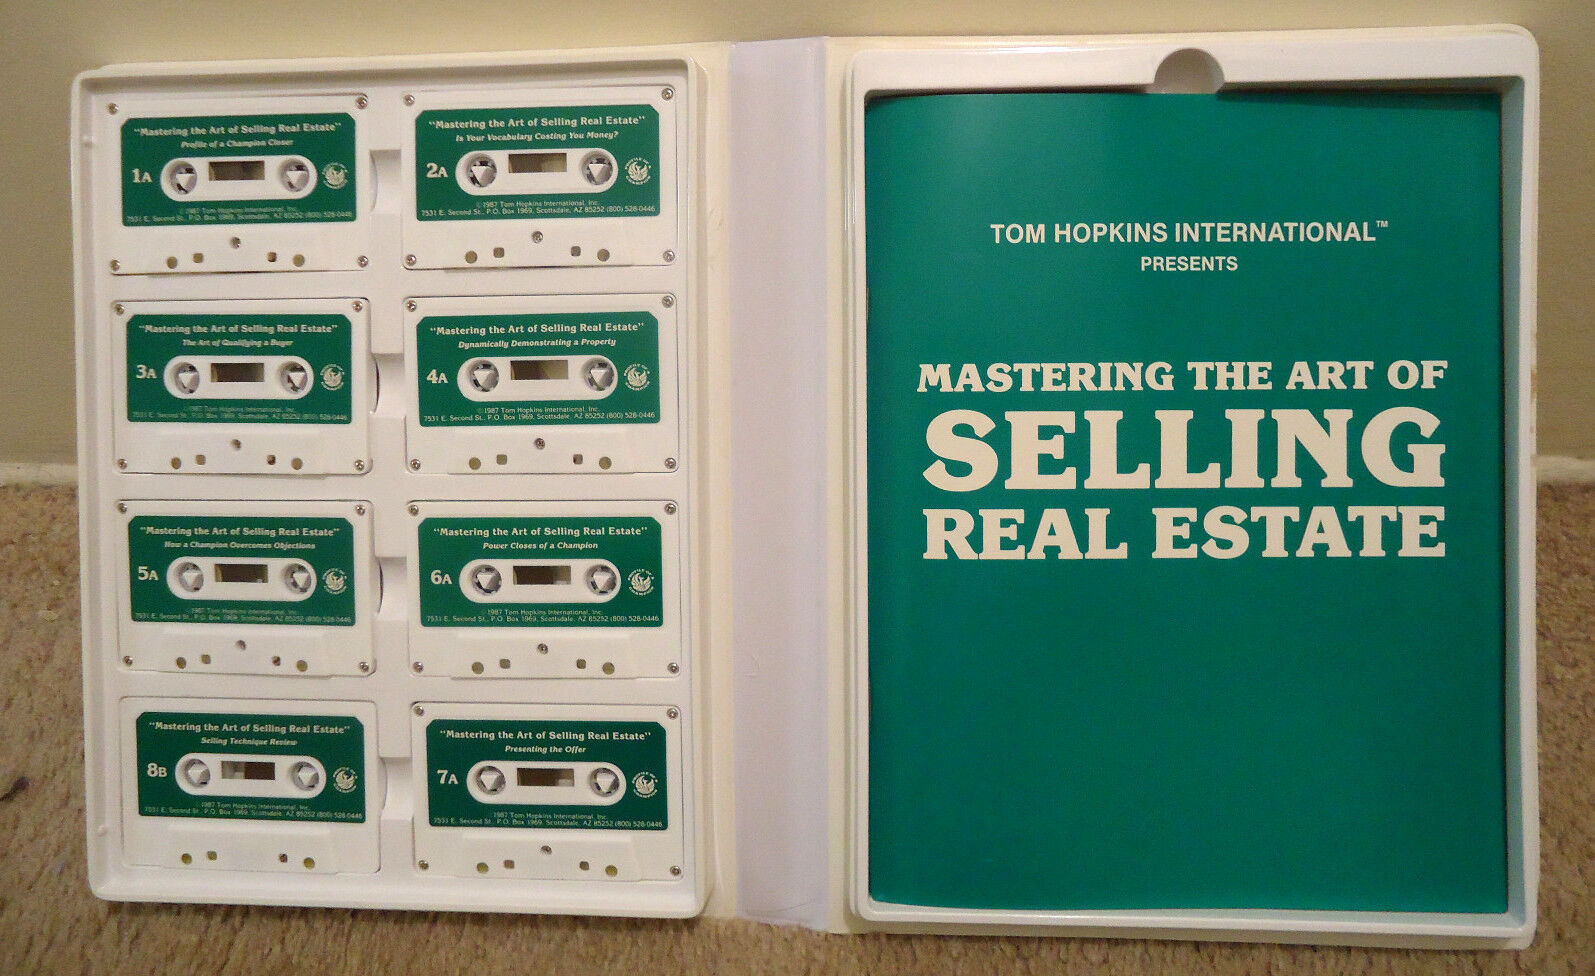 "Mastering the Art of Selling Real Estate"
Profile of a Champion Closer
1A
©1987 Tom Hopkins International, Inc.
7531 E. Second St., P.O. Box 1969, Scottsdale, AZ 85252 (800) 528-0446
"Mastering the Art of Selling Real Estate"
Is Your Vocabulary Costing You Money?
2A
©1987 Tom Hopkins International, Inc.
7531 E. Second St., P.O. Box 1969, Scottsdale, AZ 85252 (800) 528-0446
"Mastering the Art of Selling Real Estate"
The Art of Qualifying a Buyer
3A
©1987 Tom Hopkins International, Inc.
7531 E. Second St., P.O. Box 1969, Scottsdale, AZ 85252 (800) 528-0446
"Mastering the Art of Selling Real Estate"
Dynamically Demonstrating a Property
4A
©1987 Tom Hopkins International, Inc.
7531 E. Second St., P.O. Box 1969, Scottsdale, AZ 85252 (800) 528-0446
"Mastering the Art of Selling Real Estate"
How a Champion Overcomes Objections
5A
©1987 Tom Hopkins International, Inc.
7531 E. Second St., P.O. Box 1969, Scottsdale, AZ 85252 (800) 528-0446
"Mastering the Art of Selling Real Estate"
Power Closes of a Champion
6A
©1987 Tom Hopkins International, Inc.
7531 E. Second St., P.O. Box 1969, Scottsdale, AZ 85252 (800) 528-0446
"Mastering the Art of Selling Real Estate"
Selling Technique Review
8B
©1987 Tom Hopkins International, Inc.
7531 E. Second St., P.O. Box 1969, Scottsdale, AZ 85252 (800) 528-0446
"Mastering the Art of Selling Real Estate"
Presenting the Offer
7A
©1987 Tom Hopkins International, Inc.
7531 E. Second St., P.O. Box 1969, Scottsdale, AZ 85252 (800) 528-0446
TOM HOPKINS INTERNATIONAL™
PRESENTS
MASTERING THE ART OF
SELLING
REAL ESTATE